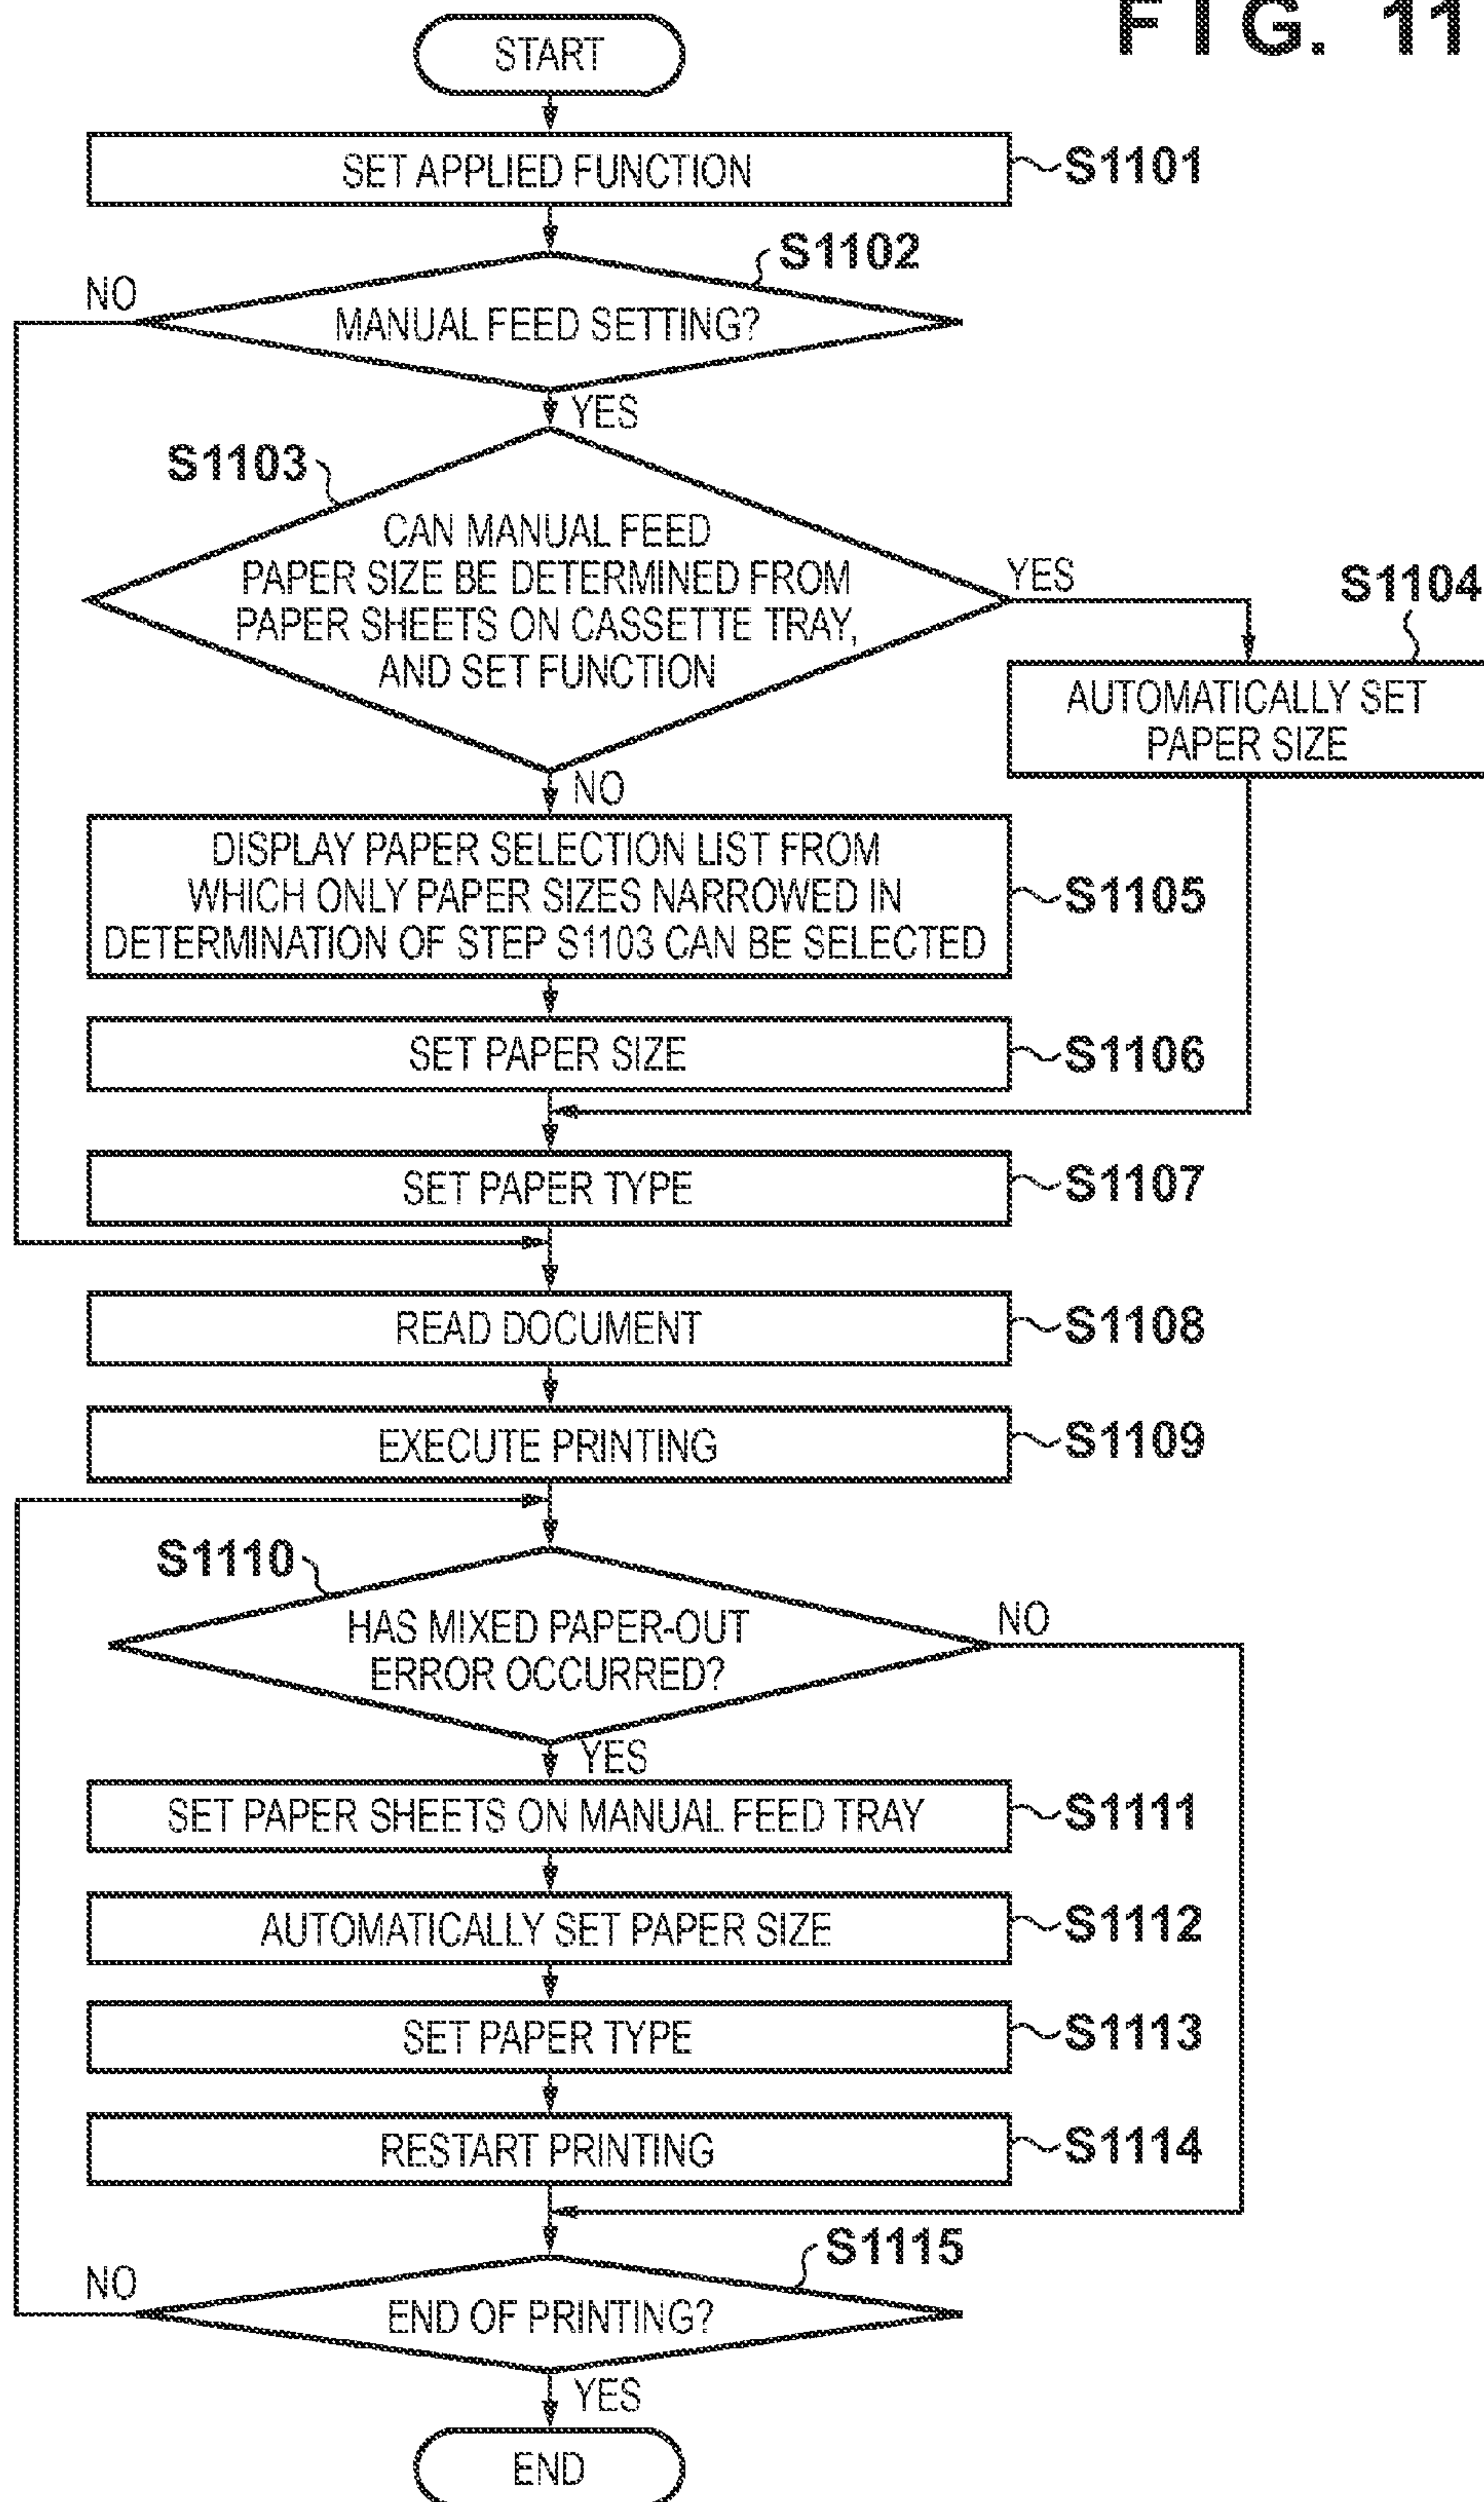 FIG. 11
START
SET APPLIED FUNCTION
S1101
S1102
NO
MANUAL FEED SETTING?
YES
S1103
CAN MANUAL FEED
PAPER SIZE BE DETERMINED FROM
PAPER SHEETS ON CASSETTE TRAY,
AND SET FUNCTION
YES
S1104
AUTOMATICALLY SET
PAPER SIZE
NO
DISPLAY PAPER SELECTION LIST FROM
WHICH ONLY PAPER SIZES NARROWED IN
DETERMINATION OF STEP S1103 CAN BE SELECTED
S1105
SET PAPER SIZE
S1106
SET PAPER TYPE
S1107
READ DOCUMENT
S1108
EXECUTE PRINTING
S1109
S1110
HAS MIXED PAPER-OUT
ERROR OCCURRED?
NO
YES
SET PAPER SHEETS ON MANUAL FEED TRAY
S1111
AUTOMATICALLY SET PAPER SIZE
S1112
SET PAPER TYPE
S1113
RESTART PRINTING
S1114
S1115
NO
END OF PRINTING?
YES
END